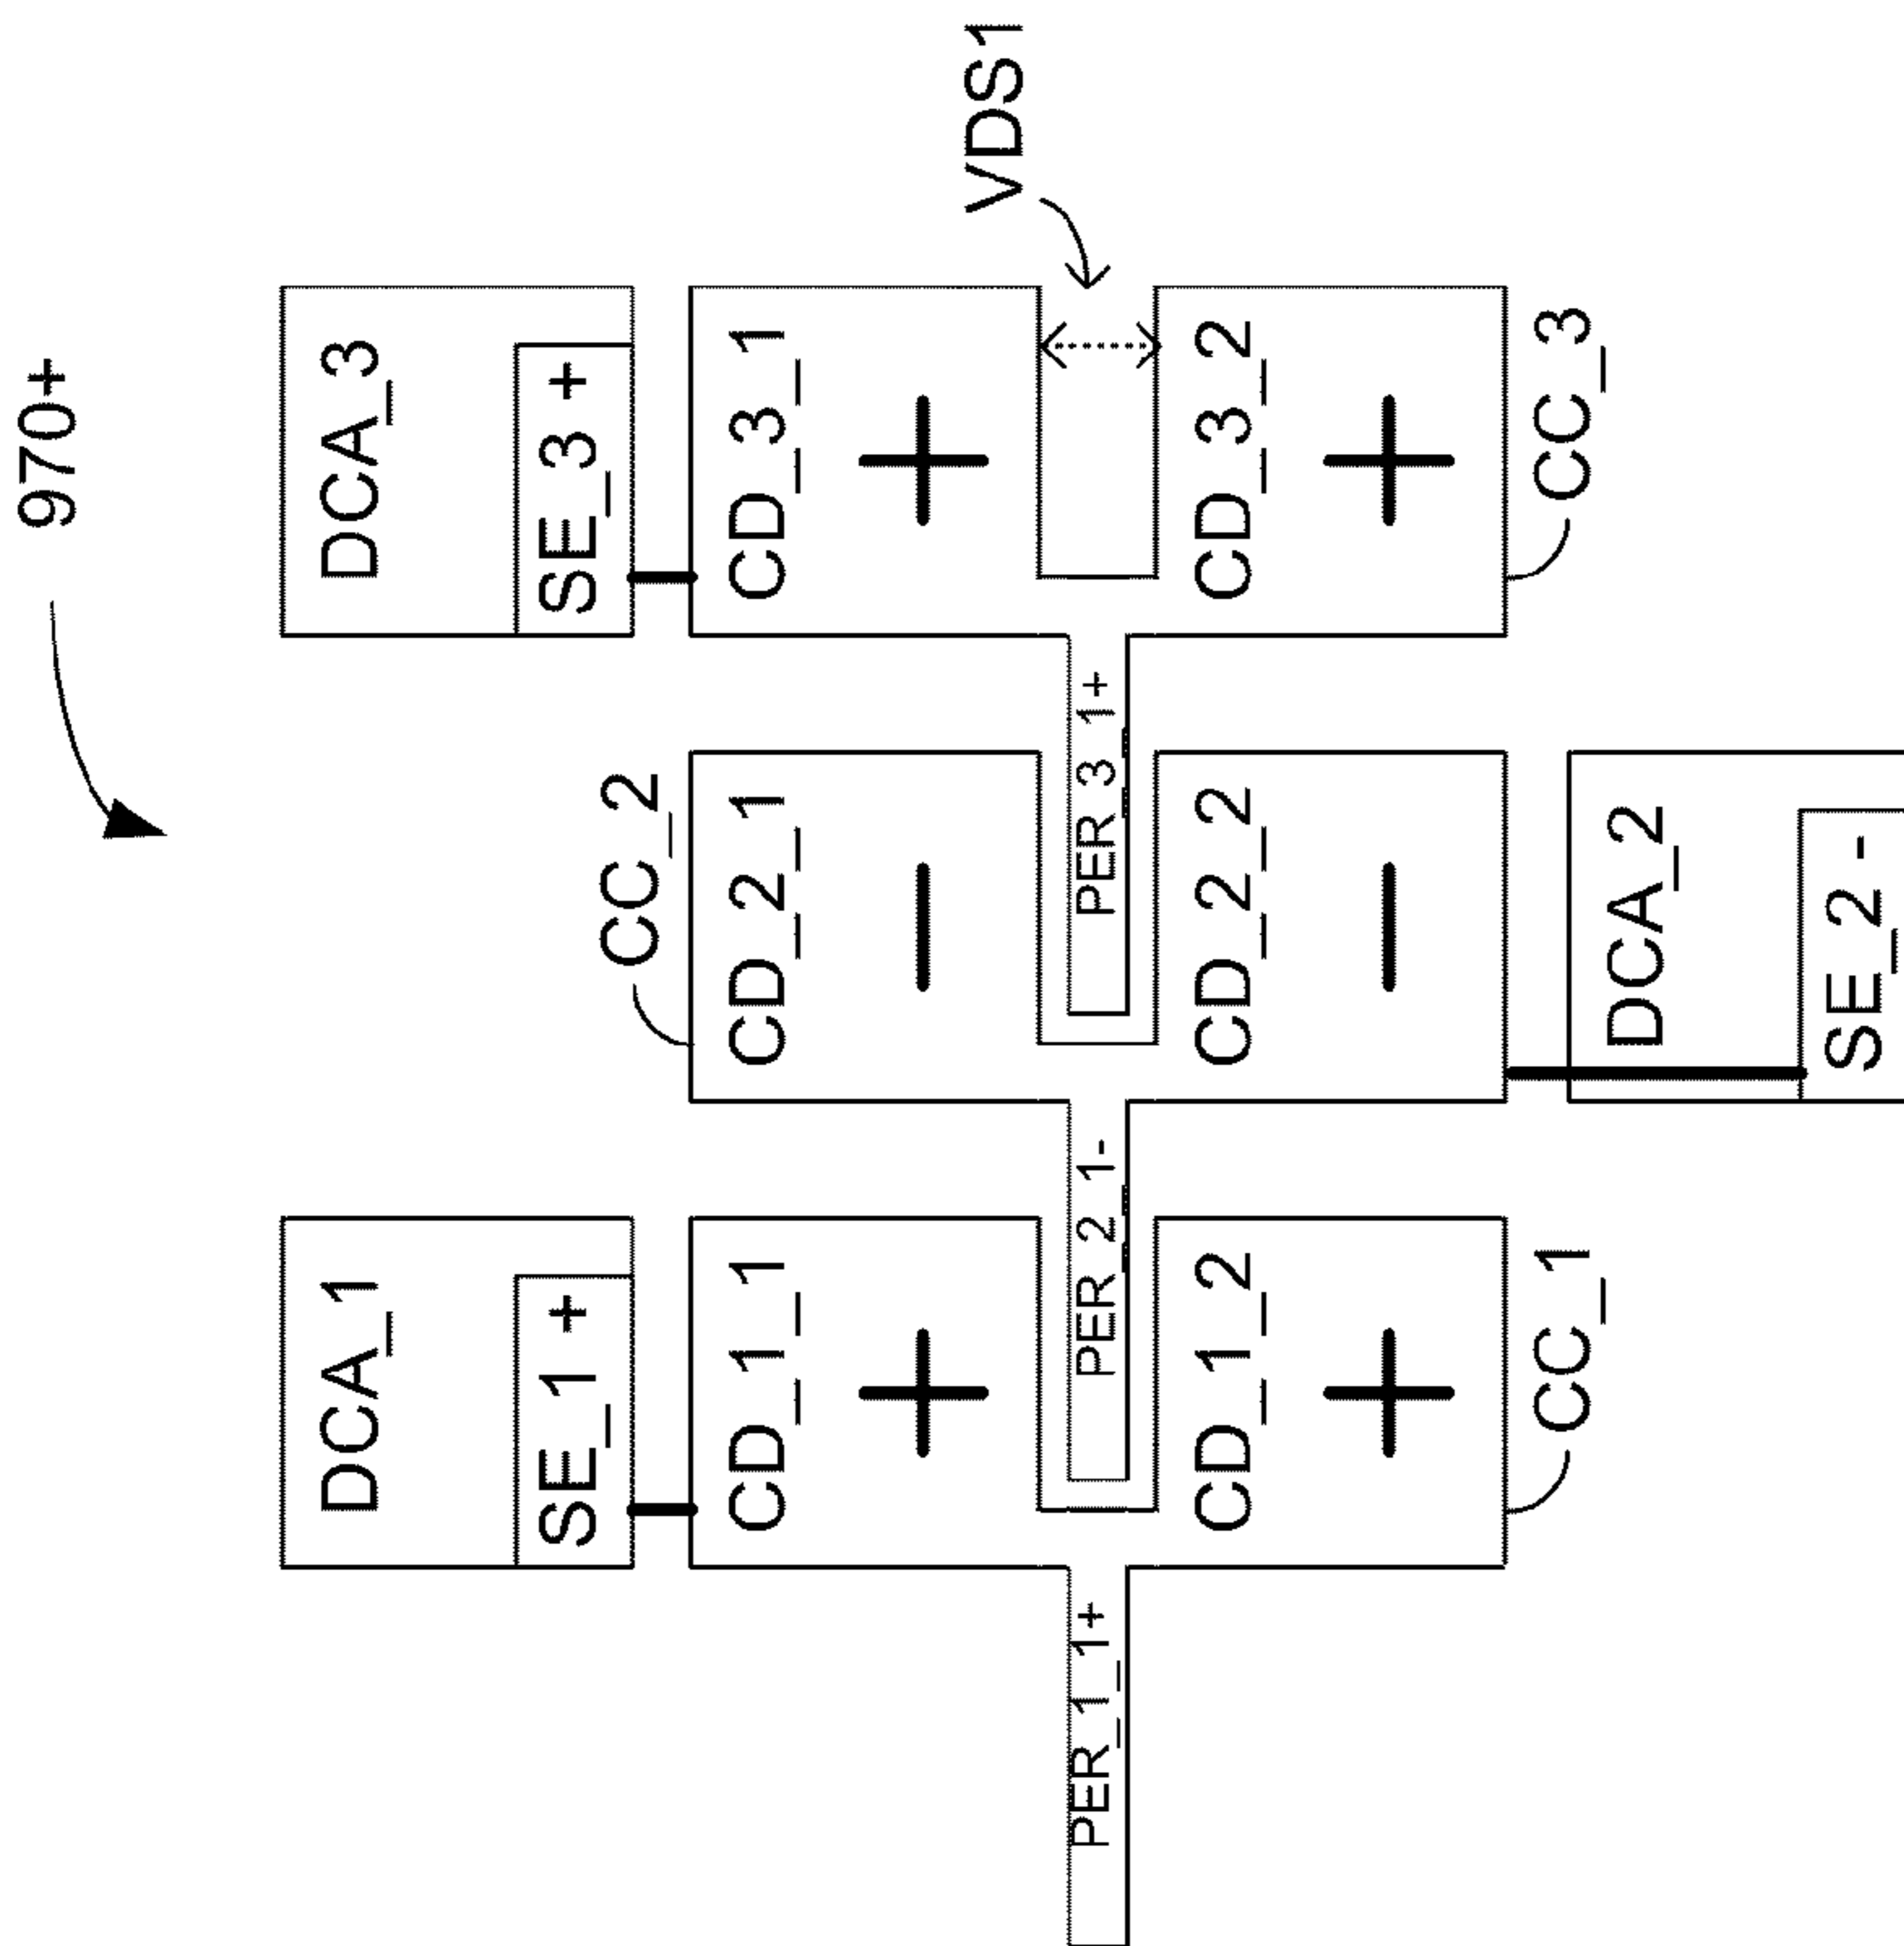 970+
DCA_1
SE_1 +
DCA_3
SE_3 +
CC_2
CD_1_1
+
CD_2_1
−
CD_3_1
+
PER_1_1+
PER_2_1-
PER_3_1+
VDS1
CD_1_2
+
CD_2_2
−
CD_3_2
+
CC_1
CC_3
DCA_2
SE_2 -